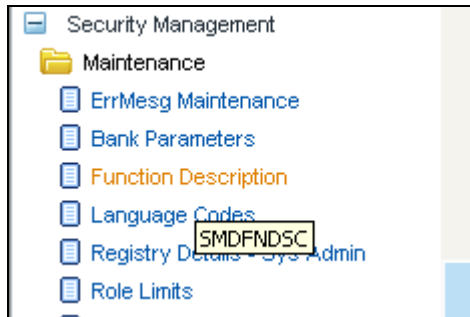 Security Management
Maintenance
ErrMesg Maintenance
Bank Parameters
Function Description
Language Codes
SMDFNDSC
Registry Details - Sys Admin
Role Limits